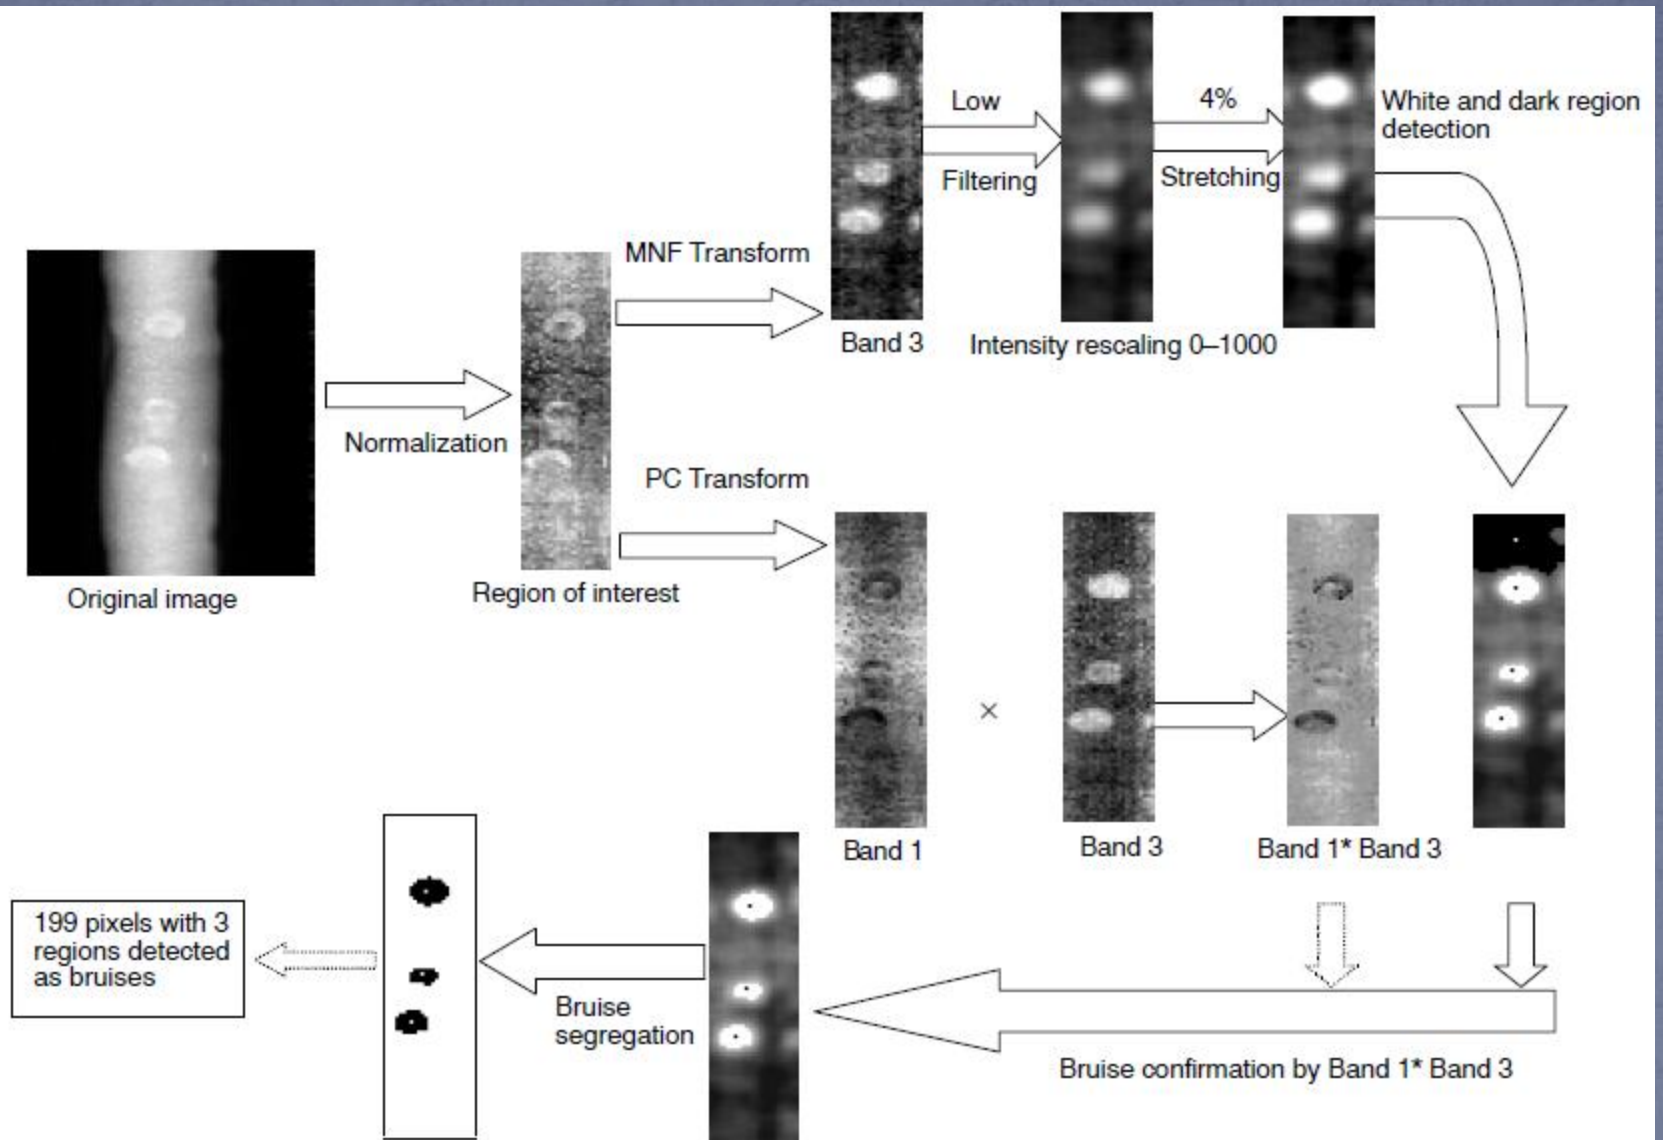 Low
Filtering
4%
Stretching
White and dark region
detection
MNF Transform
Band 3
Intensity rescaling 0–1000
Normalization
Original image
Region of interest
PC Transform
×
Band 1
Band 3
Band 1* Band 3
199 pixels with 3
regions detected
as bruises
Bruise
segregation
Bruise confirmation by Band 1* Band 3